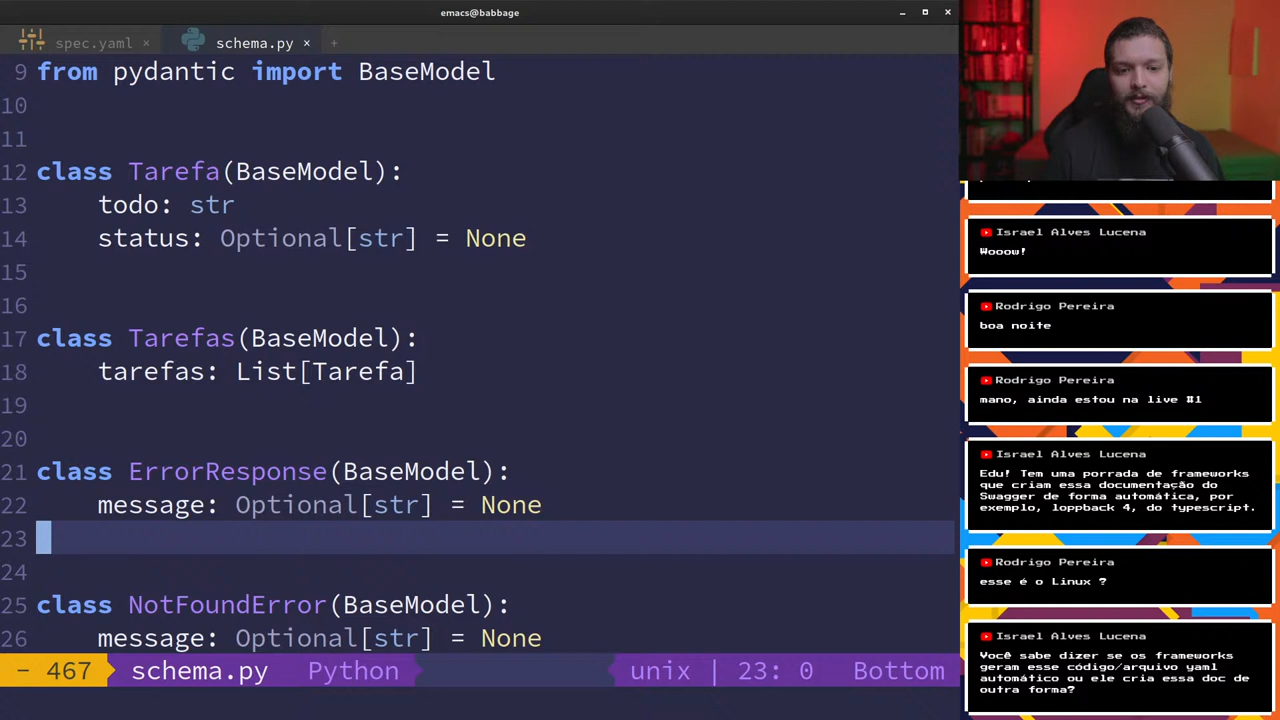 emacs@babbage
spec.yaml ×
schema.py × +
9 from pydantic import BaseModel
10
11
12 class Tarefa(BaseModel):
13 todo: str
14 status: Optional[str] = None
15
16
17 class Tarefas(BaseModel):
18 tarefas: List[Tarefa]
19
20
21 class ErrorResponse(BaseModel):
22 message: Optional[str] = None
23
24
25 class NotFoundError(BaseModel):
26 message: Optional[str] = None
- 467 schema.py Python unix | 23: 0 Bottom
Israel Alves Lucena
Wooow!
Rodrigo Pereira
boa noite
Rodrigo Pereira
mano, ainda estou na live #1
Israel Alves Lucena
Edu! Tem uma porrada de frameworks
que criam essa documentação do
Swagger de forma automática, por
exemplo, loppback 4, do typescript.
Rodrigo Pereira
esse é o Linux ?
Israel Alves Lucena
Você sabe dizer se os frameworks
geram esse código/arquivo yaml
automático ou ele cria essa doc de
outra forma?